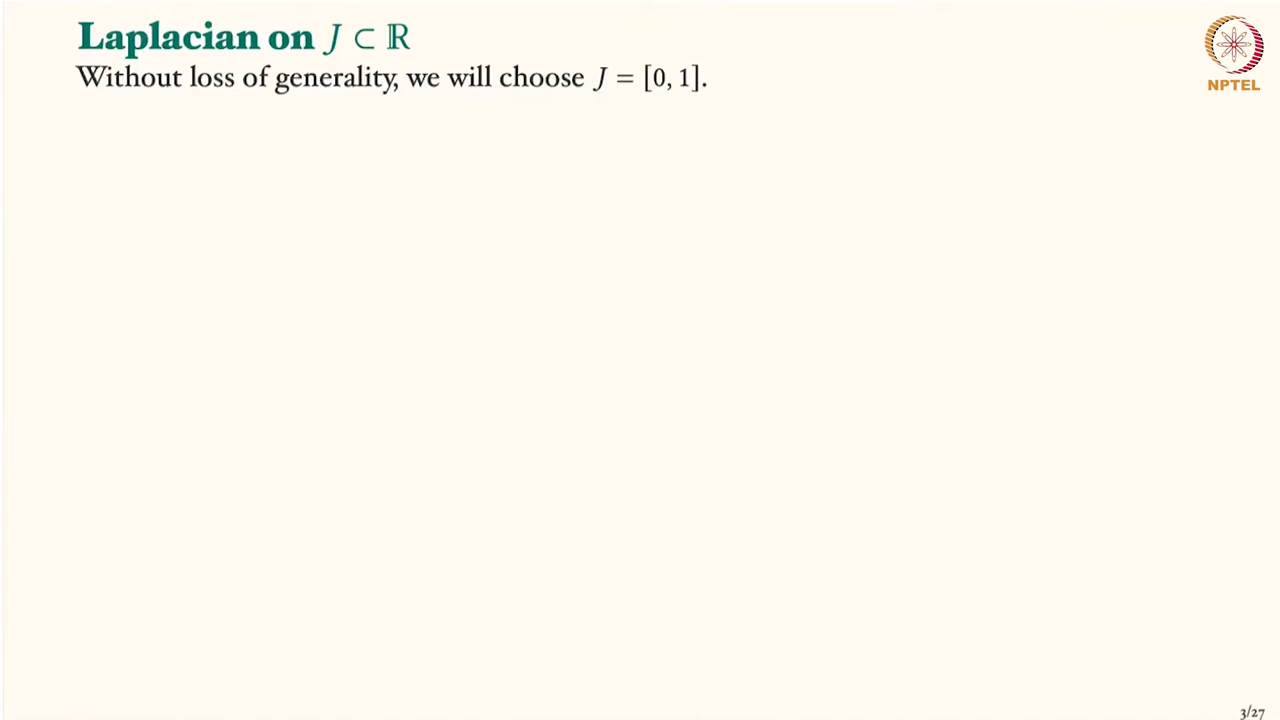 Laplacian on J ⊂ ℝ
Without loss of generality, we will choose J = [0, 1].
NPTEL
3/27